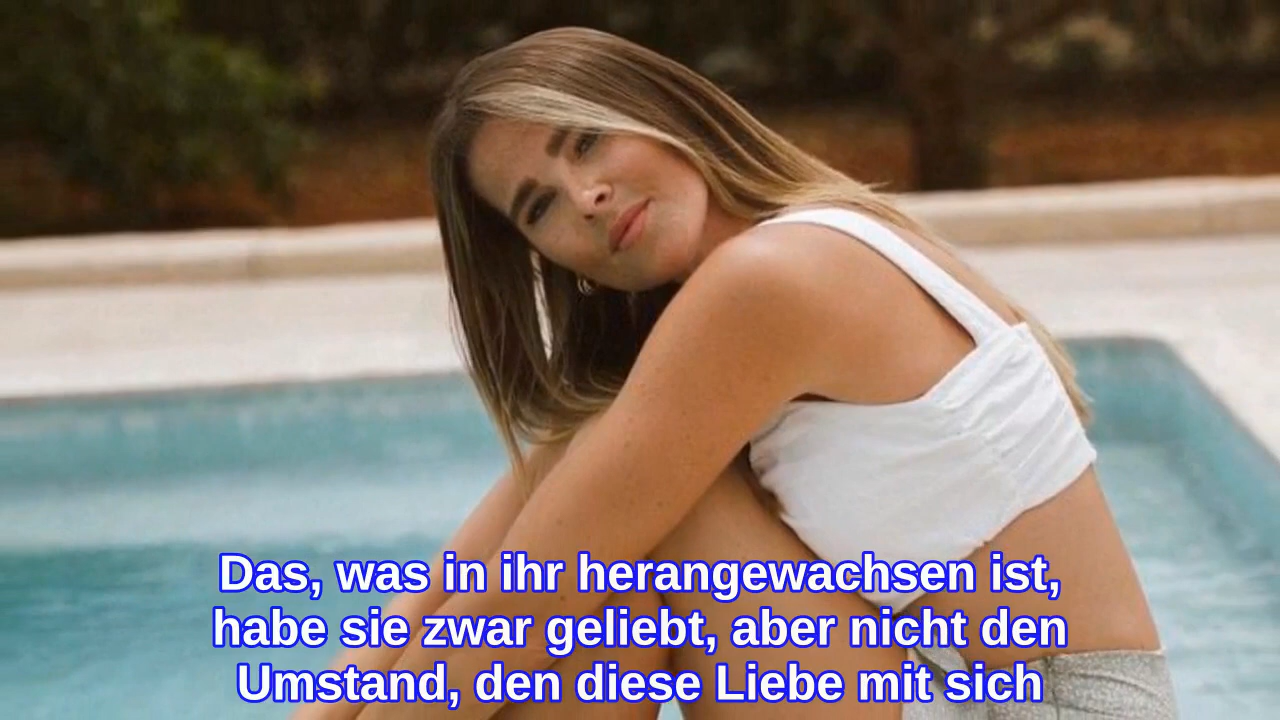 Das, was in ihr herangewachsen ist,
habe sie zwar geliebt, aber nicht den
Umstand, den diese Liebe mit sich